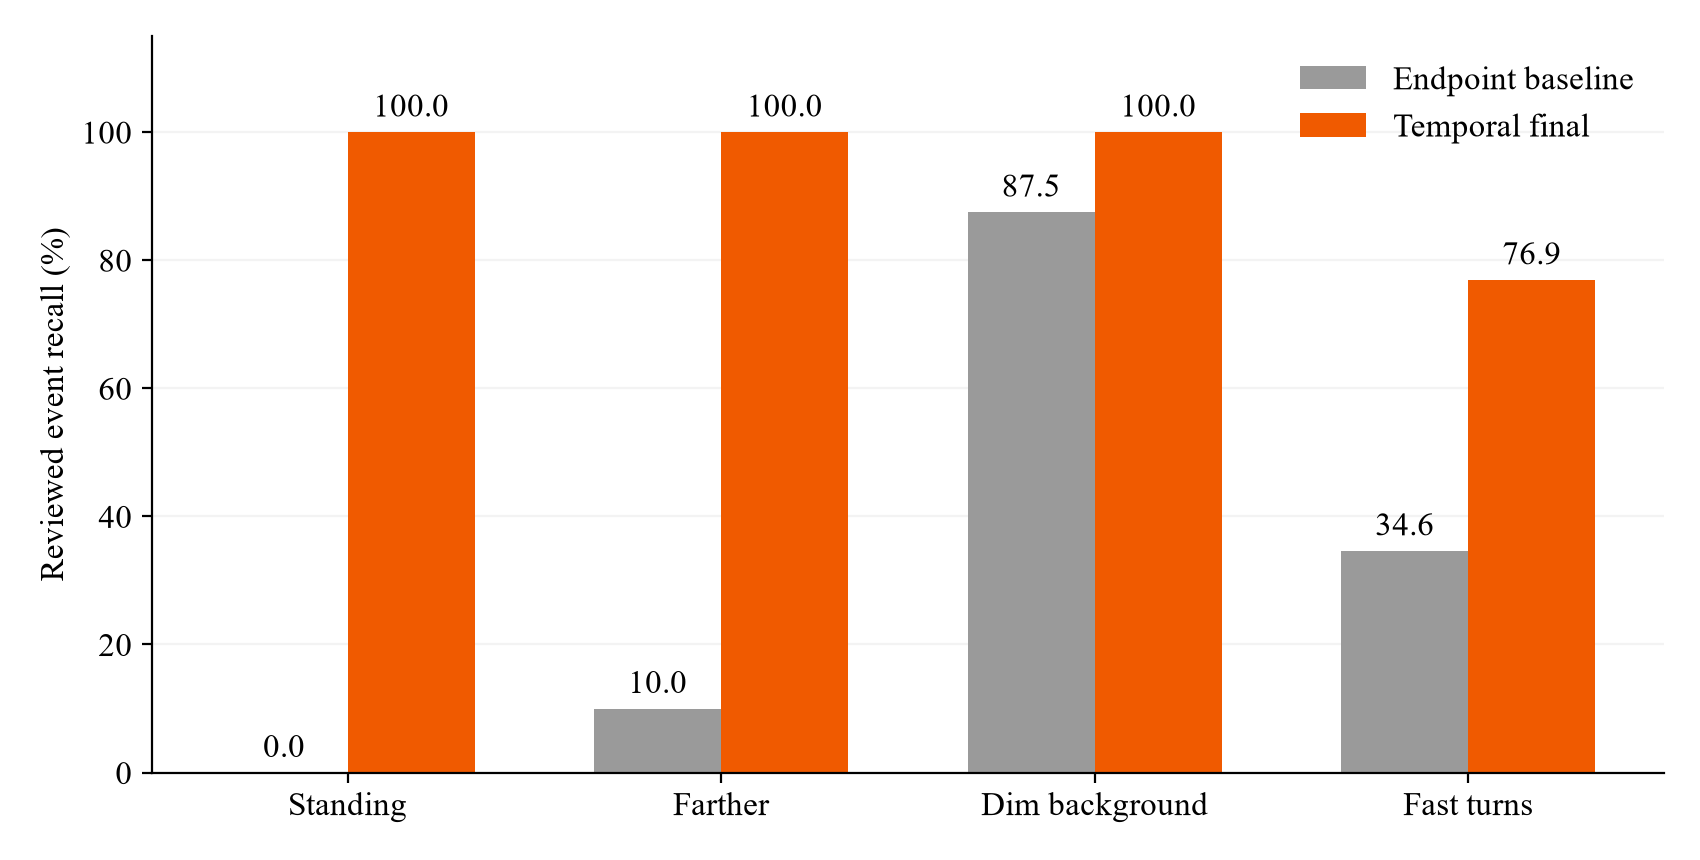 Endpoint baseline
Temporal final
Reviewed event recall (%)
100
80
60
40
20
0
0.0
100.0
10.0
100.0
87.5
100.0
34.6
76.9
Standing
Farther
Dim background
Fast turns